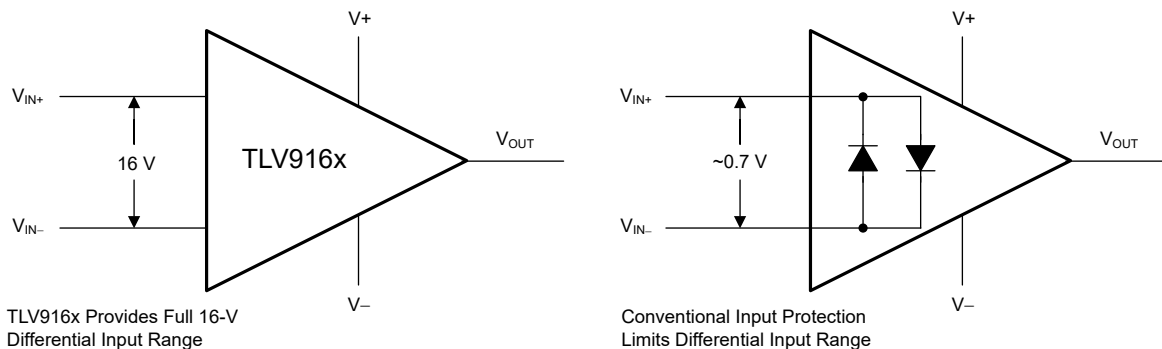 V+
V+
VIN+
VIN+
VOUT
VOUT
16 V
TLV916x
~0.7 V
VIN–
VIN–
V–
V–
TLV916x Provides Full 16-V
Differential Input Range
Conventional Input Protection
Limits Differential Input Range